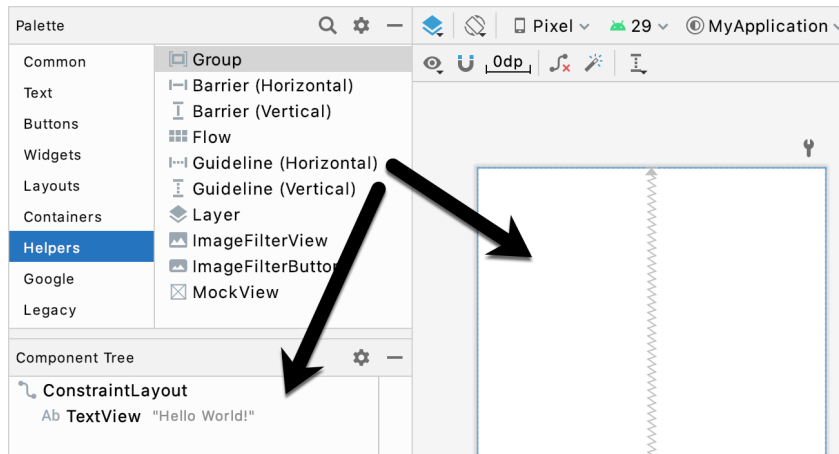 Palette
Common
Text
Buttons
Widgets
Layouts
Containers
Helpers
Google
Legacy
Group
Barrier (Horizontal)
Barrier (Vertical)
Flow
Guideline (Horizontal)
Guideline (Vertical)
Layer
ImageFilterView
ImageFilterButto
MockView
Pixel 29 MyApplication
0dp
Component Tree
ConstraintLayout
Ab TextView "Hello World!"